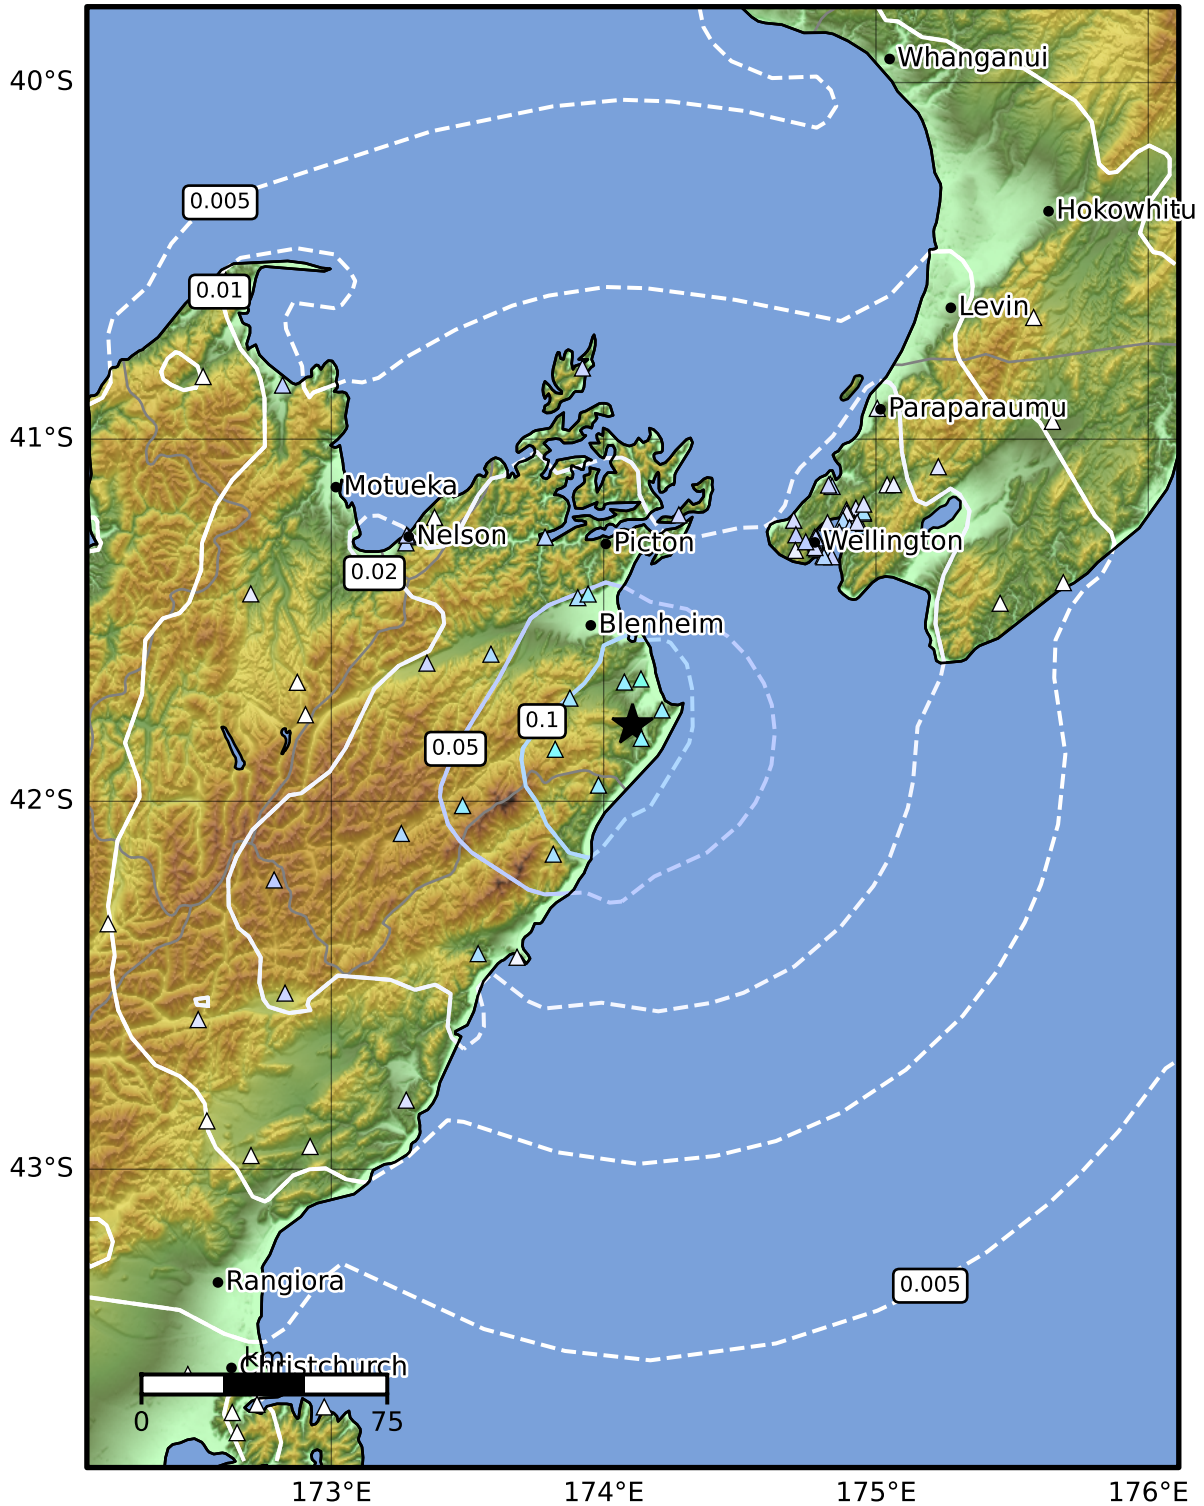 40°S
Whanganui
0.005
Hokowhitu
0.01
Levin
Paraparaumu
41°S
Motueka
Nelson
Picton
Wellington
0.02
Blenheim
0.1
0.05
42°S
43°S
Rangiora
0.005
km
Christchurch
0
75
173°E
174°E
175°E
176°E